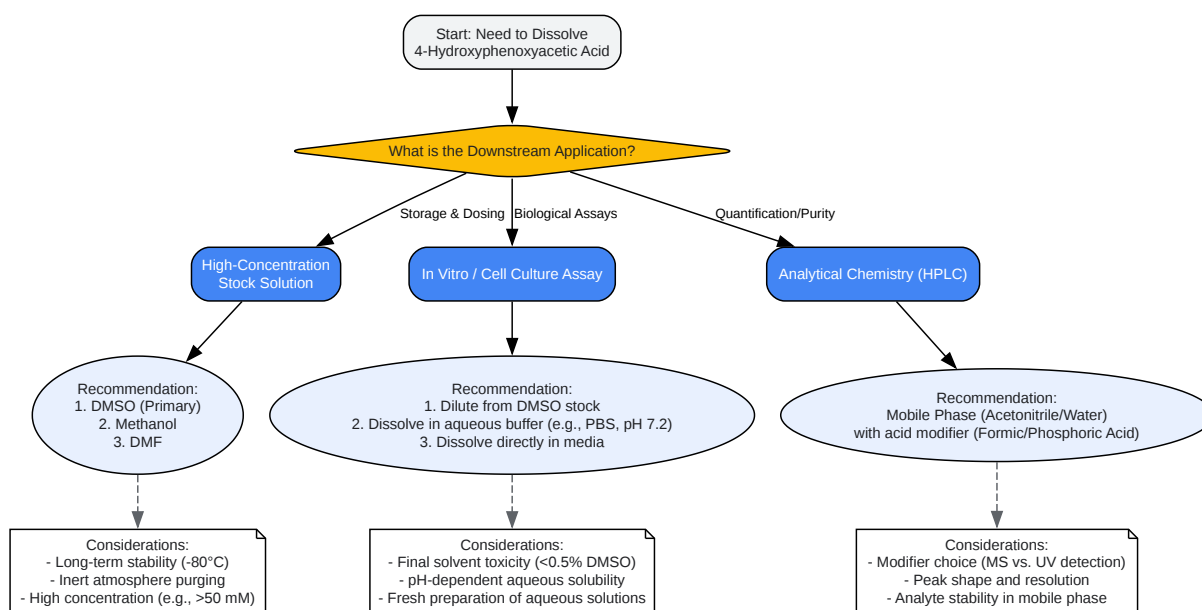 Start: Need to Dissolve
4-Hydroxyphenoxyacetic Acid
What is the Downstream Application?
Storage & Dosing
Biological Assays
Quantification/Purity
High-Concentration
Stock Solution
In Vitro / Cell Culture Assay
Analytical Chemistry (HPLC)
Recommendation:
1. DMSO (Primary)
2. Methanol
3. DMF
Recommendation:
1. Dilute from DMSO stock
2. Dissolve in aqueous buffer (e.g., PBS, pH 7.2)
3. Dissolve directly in media
Recommendation:
Mobile Phase (Acetonitrile/Water)
with acid modifier (Formic/Phosphoric Acid)
Considerations:
- Long-term stability (-80°C)
- Inert atmosphere purging
- High concentration (e.g., >50 mM)
Considerations:
- Final solvent toxicity (<0.5% DMSO)
- pH-dependent aqueous solubility
- Fresh preparation of aqueous solutions
Considerations:
- Modifier choice (MS vs. UV detection)
- Peak shape and resolution
- Analyte stability in mobile phase